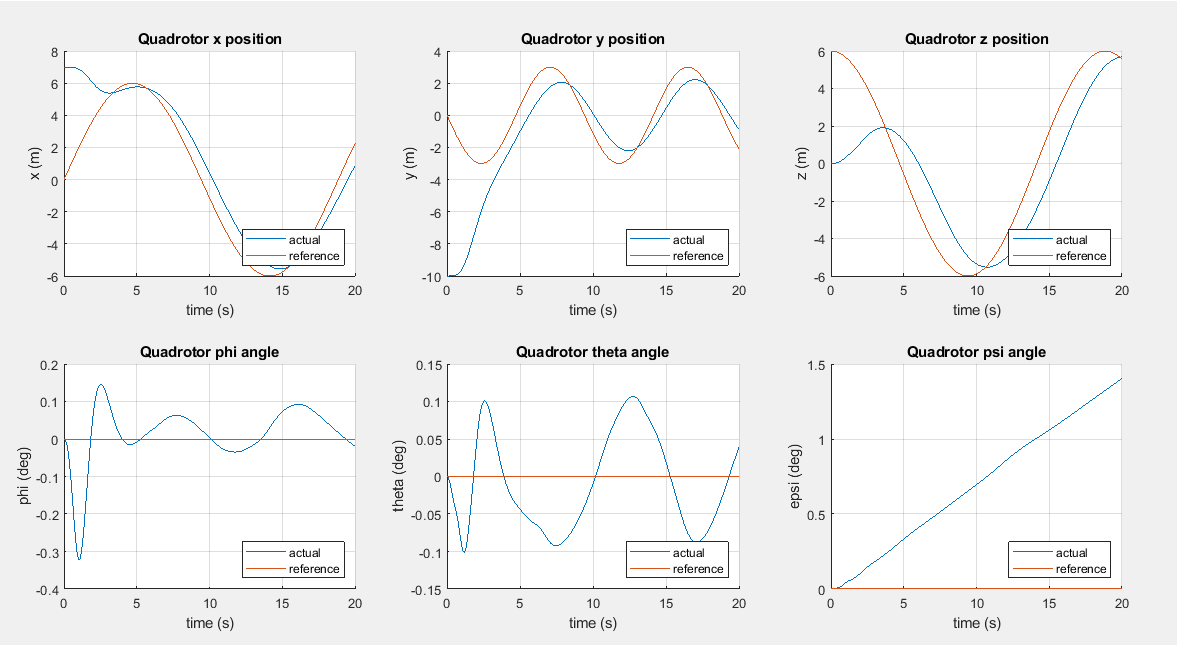 Quadrotor x position
8
6
4
2
0
-2
-4
-6
x (m)
0 5 10 15 20
time (s)
actual
reference
Quadrotor y position
4
2
0
-2
-4
-6
-8
-10
y (m)
0 5 10 15 20
time (s)
actual
reference
Quadrotor z position
6
4
2
0
-2
-4
-6
z (m)
0 5 10 15 20
time (s)
actual
reference
Quadrotor phi angle
0.2
0.1
0
-0.1
-0.2
-0.3
-0.4
phi (deg)
0 5 10 15 20
time (s)
actual
reference
Quadrotor theta angle
0.15
0.1
0.05
0
-0.05
-0.1
-0.15
theta (deg)
0 5 10 15 20
time (s)
actual
reference
Quadrotor psi angle
1.5
1
0.5
0
epsi (deg)
0 5 10 15 20
time (s)
actual
reference